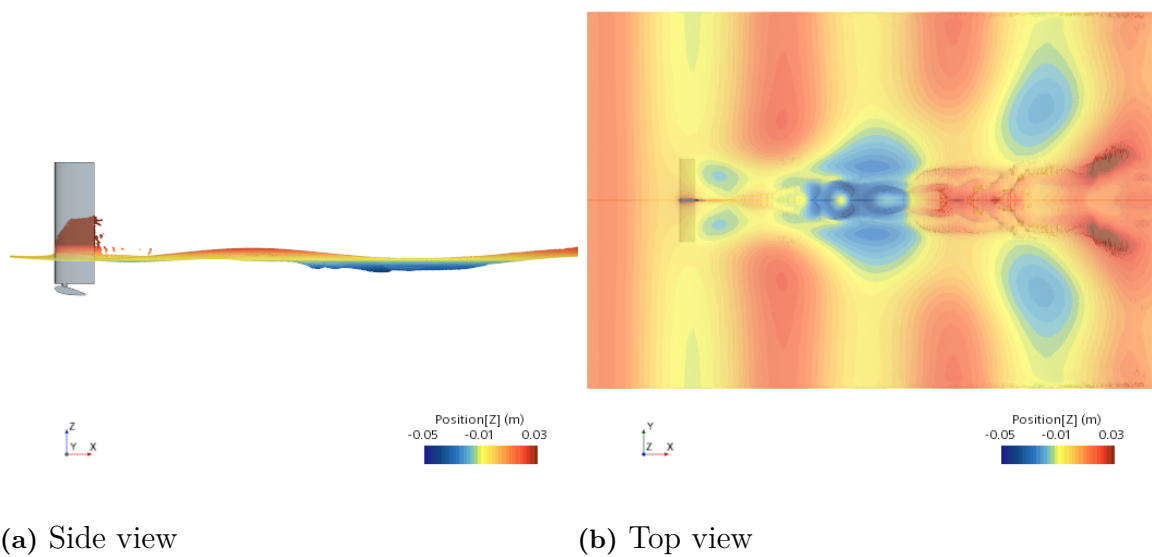 Z
Y X
Position[Z] (m)
-0.05 -0.01 0.03
Y
Z X
Position[Z] (m)
-0.05 -0.01 0.03
(a) Side view
(b) Top view